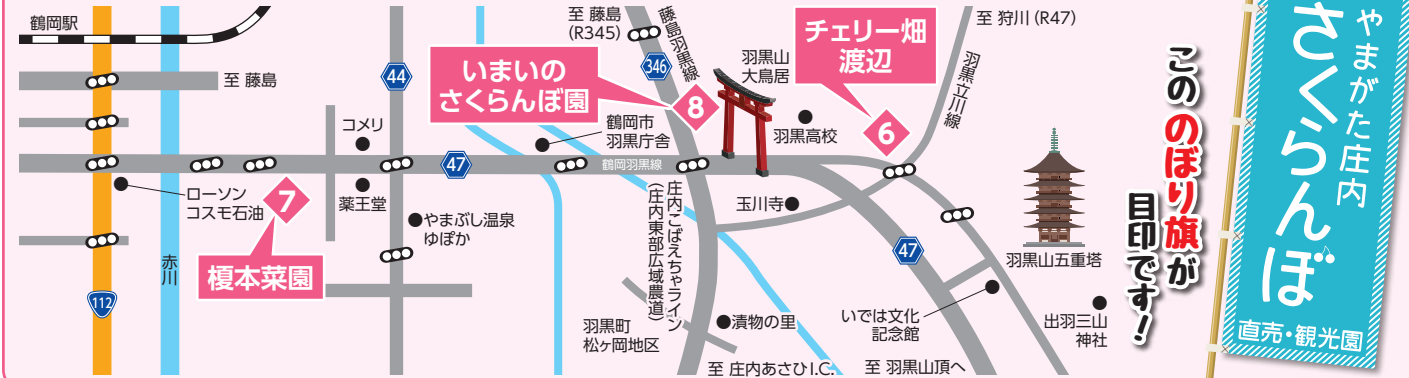 鶴岡駅
至 藤島
112
赤川
ローソン
コスモ石油
7
榎本菜園
コメリ
薬王堂
44
やまぶし温泉
ゆぽか
47
いまいの
さくらんぼ園
8
鶴岡市
羽黒庁舎
鶴岡羽黒線
至 藤島
(R345)
藤島羽黒線
346
羽黒山
大鳥居
チェリー畑
渡辺
6
羽黒高校
至 狩川(R47)
羽黒立川線
玉川寺
庄内こばえちゃライン
(庄内東部広域農道)
羽黒町
松ヶ岡地区
漬物の里
至 庄内あさひI.C.
47
いでは文化
記念館
至 羽黒山頂へ
羽黒山五重塔
出羽三山
神社
この のぼり旗が
目印です!
やまがた庄内
さくらんぼ
直売・観光園